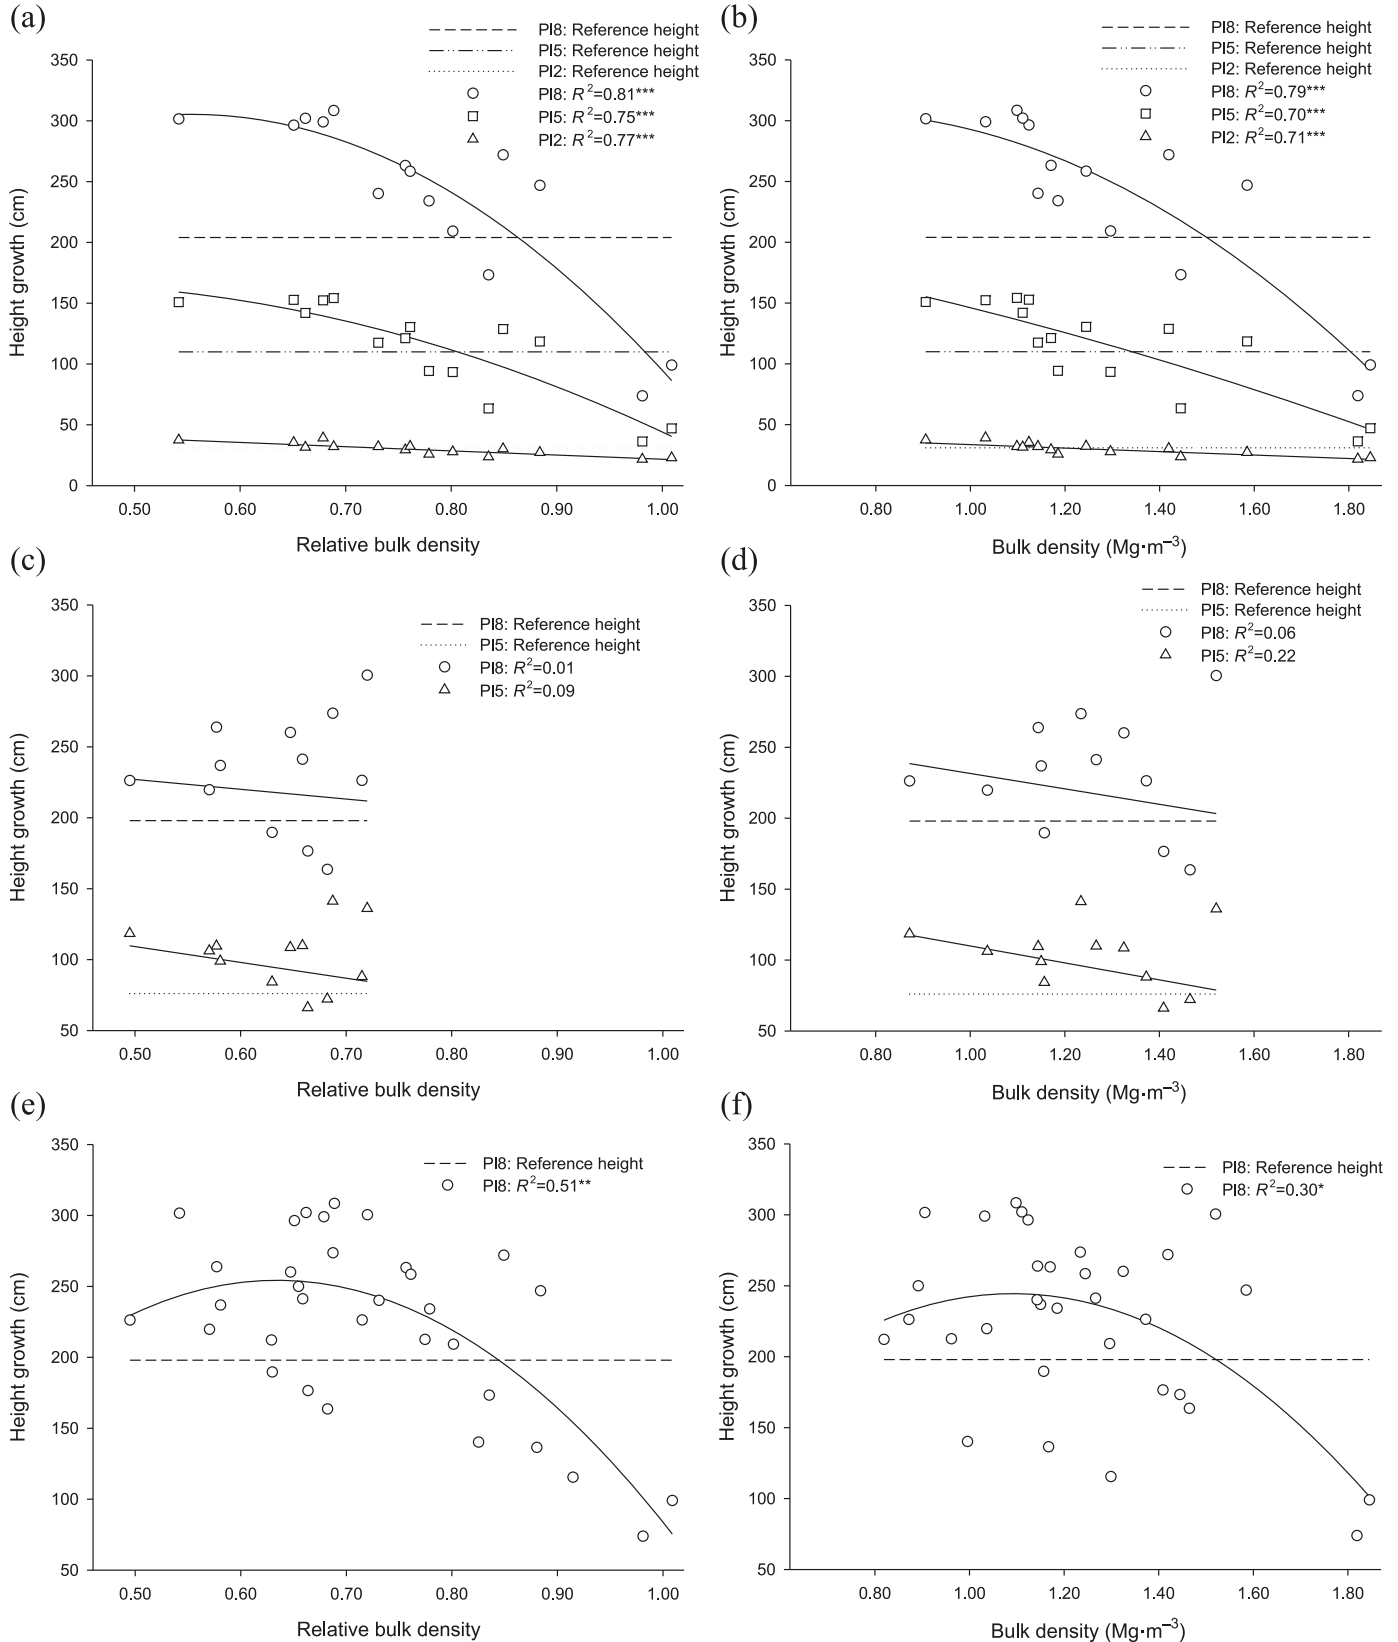 (a)
PI8: Reference height
PI5: Reference height
PI2: Reference height
PI8: R²=0.81***
PI5: R²=0.75***
PI2: R²=0.77***
350
300
250
200
150
100
50
0
Height growth (cm)
0.50 0.60 0.70 0.80 0.90 1.00
Relative bulk density
(b)
PI8: Reference height
PI5: Reference height
PI2: Reference height
PI8: R²=0.79***
PI5: R²=0.70***
PI2: R²=0.71***
350
300
250
200
150
100
50
0
Height growth (cm)
0.80 1.00 1.20 1.40 1.60 1.80
Bulk density (Mg·m⁻³)
(c)
PI8: Reference height
PI5: Reference height
PI8: R²=0.01
PI5: R²=0.09
350
300
250
200
150
100
50
Height growth (cm)
0.50 0.60 0.70 0.80 0.90 1.00
Relative bulk density
(d)
PI8: Reference height
PI5: Reference height
PI8: R²=0.06
PI5: R²=0.22
350
300
250
200
150
100
50
Height growth (cm)
0.80 1.00 1.20 1.40 1.60 1.80
Bulk density (Mg·m⁻³)
(e)
PI8: Reference height
PI8: R²=0.51**
350
300
250
200
150
100
50
Height growth (cm)
0.50 0.60 0.70 0.80 0.90 1.00
Relative bulk density
(f)
PI8: Reference height
PI8: R²=0.30*
350
300
250
200
150
100
50
Height growth (cm)
0.80 1.00 1.20 1.40 1.60 1.80
Bulk density (Mg·m⁻³)